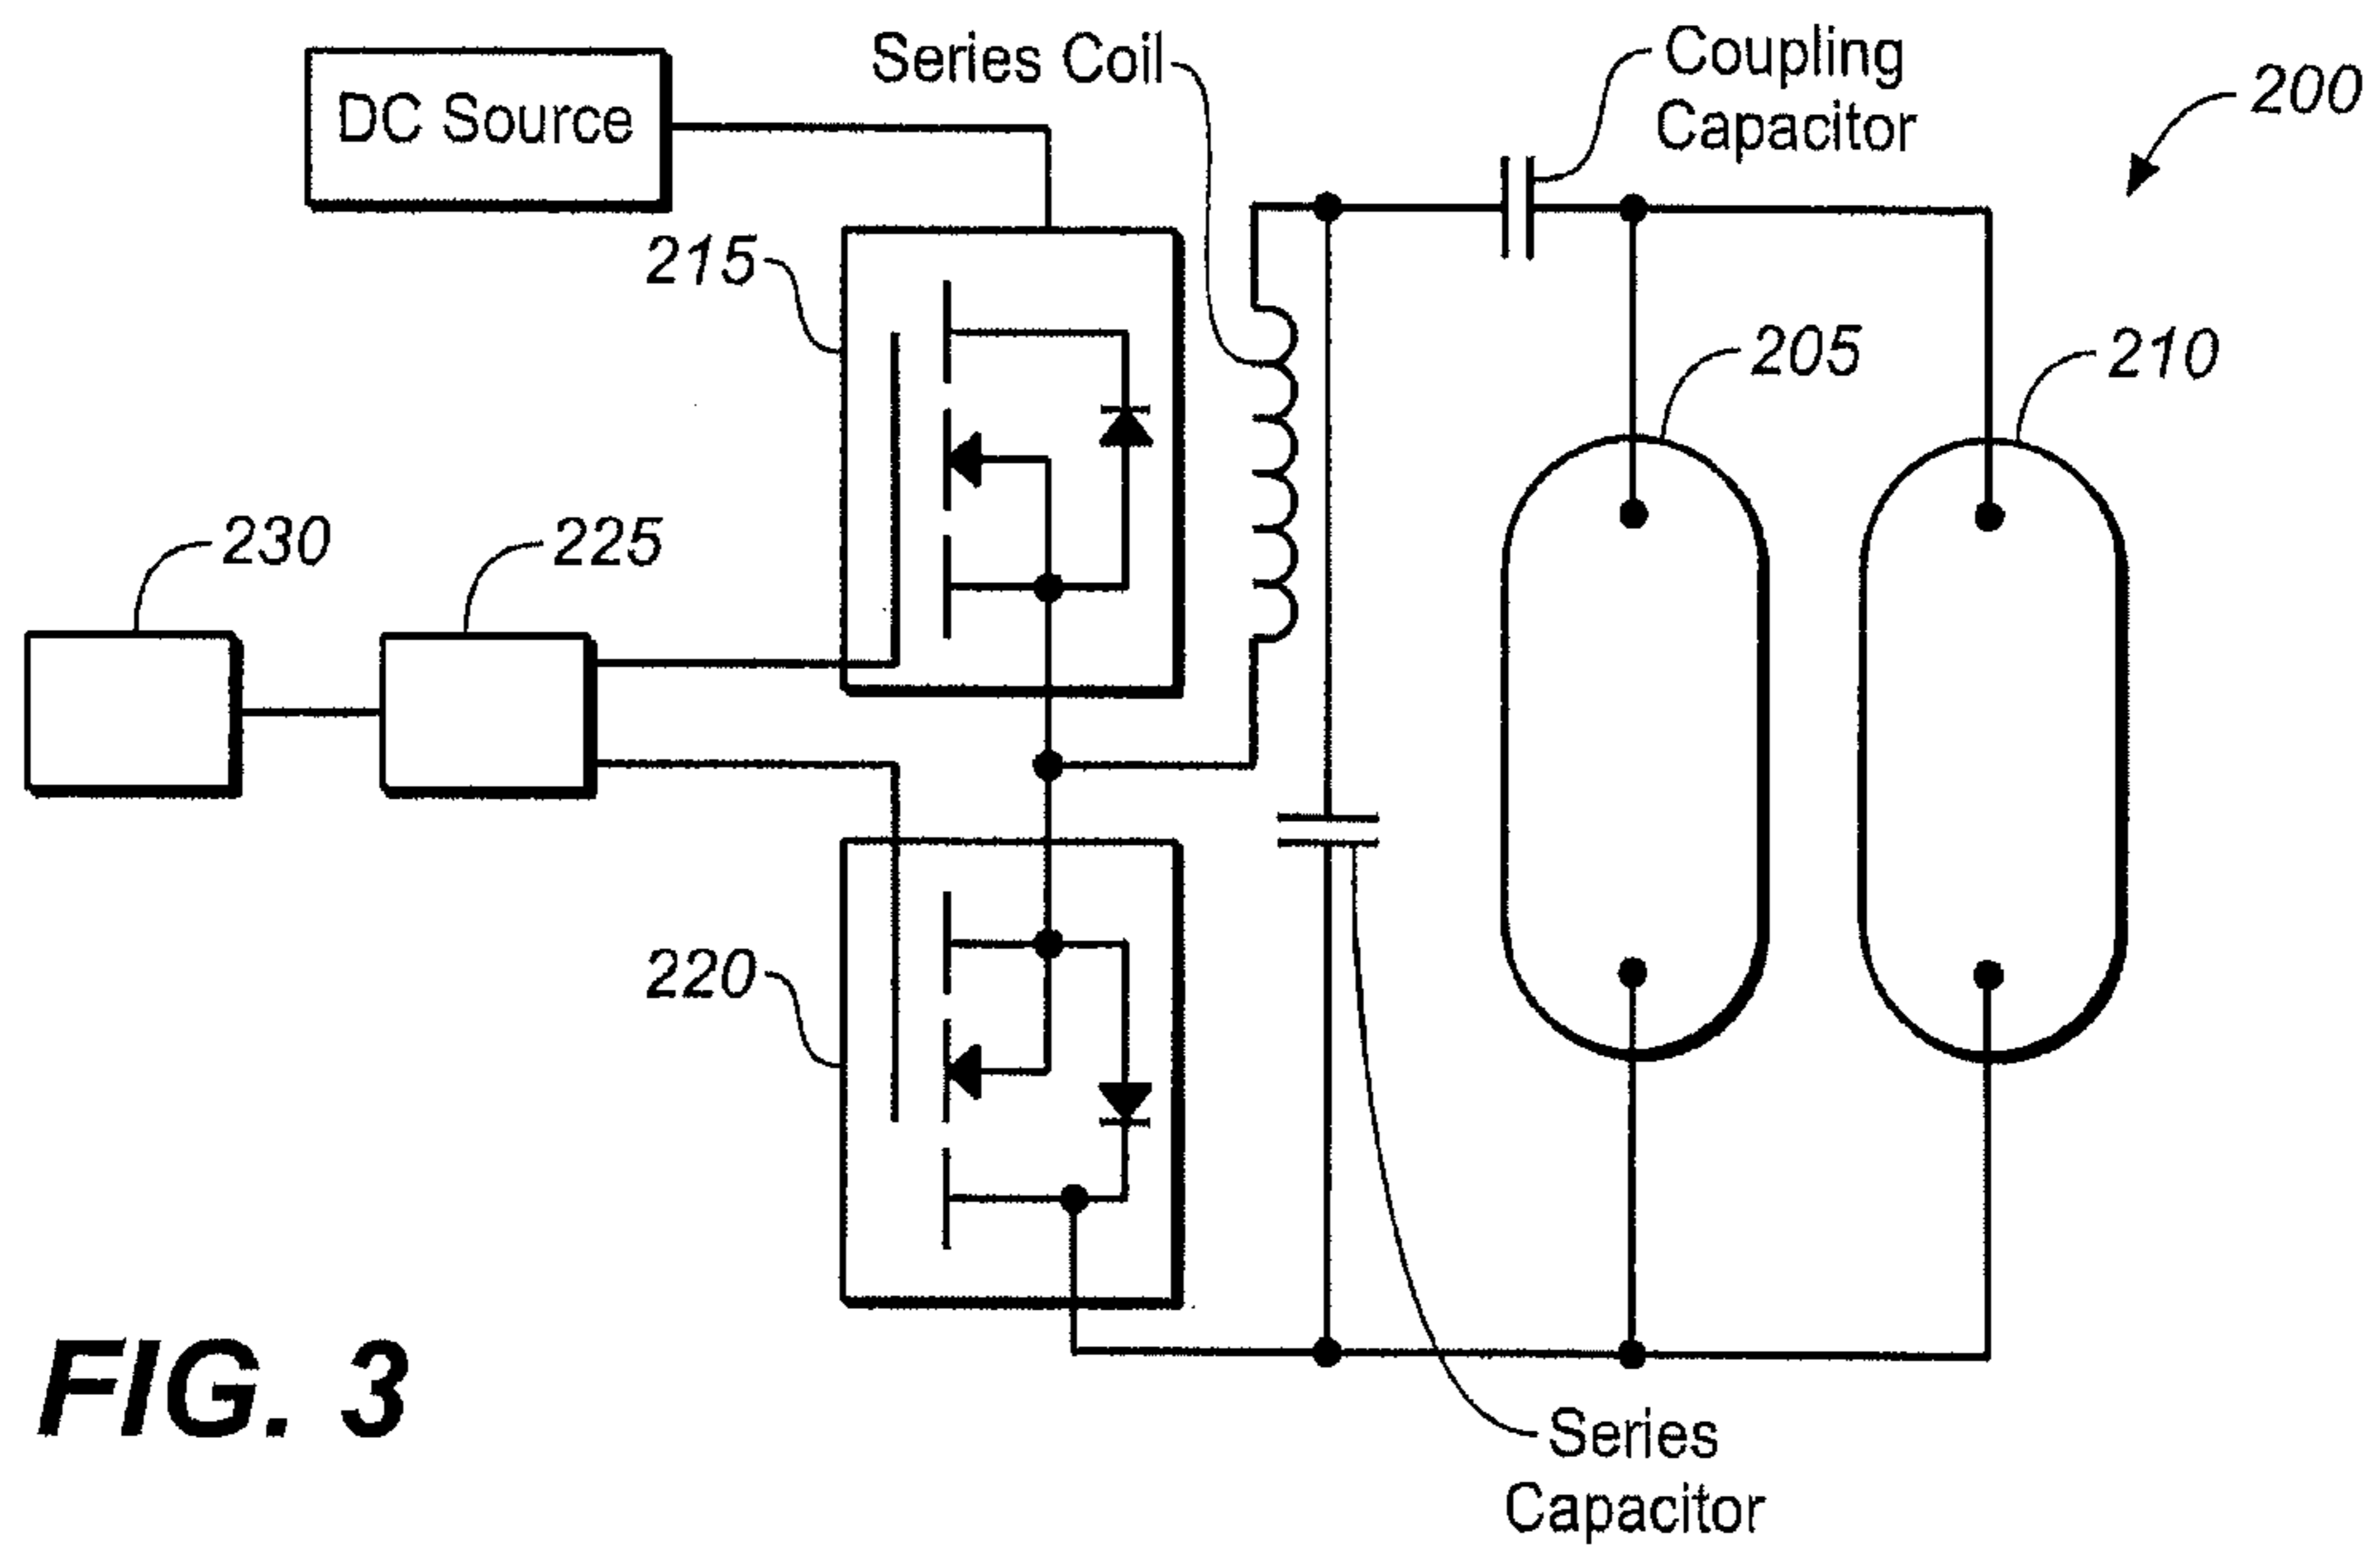 Series Coil
Coupling
Capacitor
200
DC Source
215
205
210
230
225
220
FIG. 3
Series
Capacitor